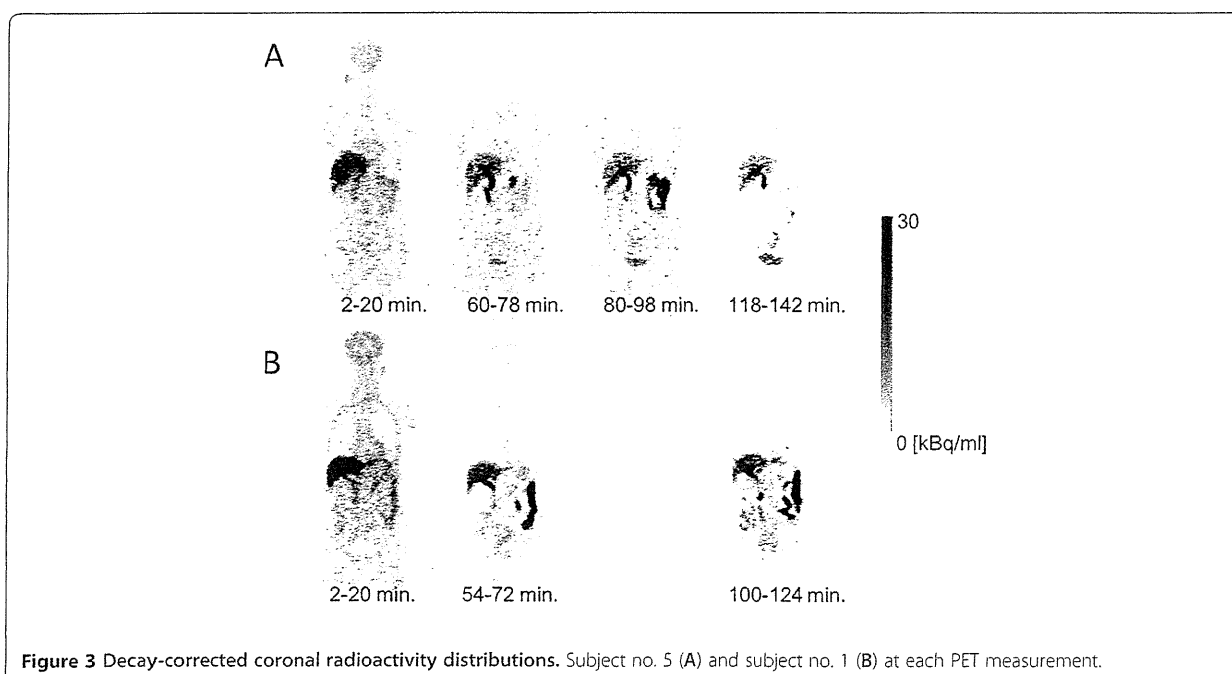 A
2-20 min.
60-78 min.
80-98 min.
118-142 min.
30
0 [kBq/ml]
B
2-20 min.
54-72 min.
100-124 min.
Figure 3 Decay-corrected coronal radioactivity distributions. Subject no. 5 (A) and subject no. 1 (B) at each PET measurement.